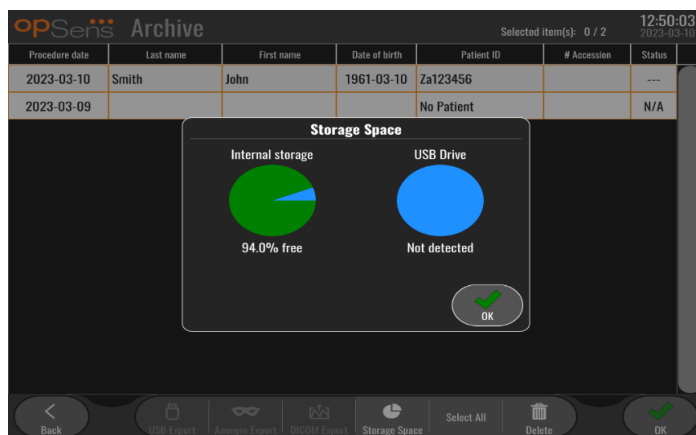 opSens Archive
Selected item(s): 0 / 2
12:50:03
2023-03-10
Procedure date Last name First name Date of birth Patient ID # Accession Status
2023-03-10 Smith John 1961-03-10 Za123456 ---
2023-03-09 No Patient N/A
Storage Space
Internal storage USB Drive
94.0% free Not detected
OK
Back USB Export Anonym Export DICOM Export Storage Space Select All Delete OK